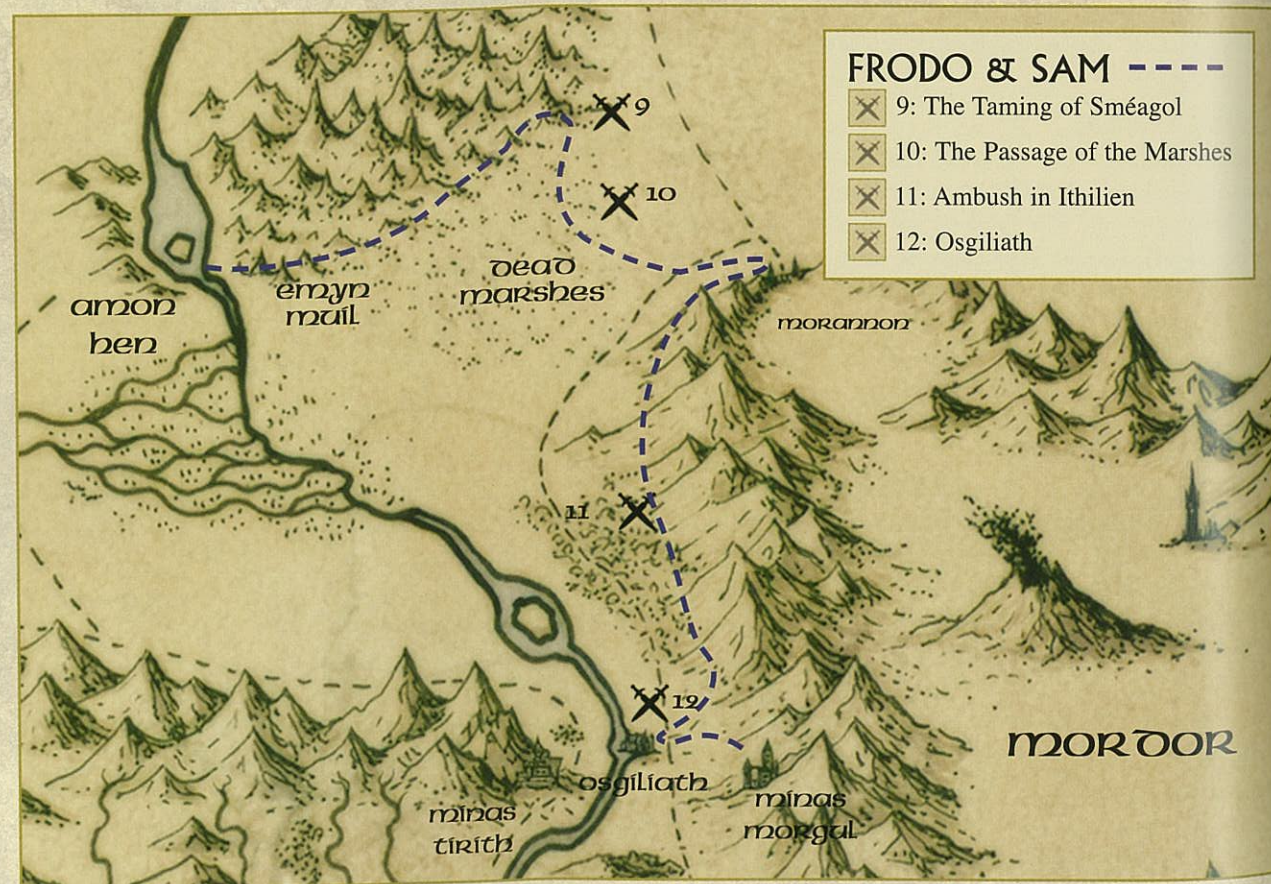 FRODO & SAM
9: The Taming of Sméagol
10: The Passage of the Marshes
11: Ambush in Ithilien
12: Osgiliath
9
10
dead
marshes
emyn
muil
amon
hen
morannon
11
12
mordor
osgiliath
minas
tirith
minas
morgul